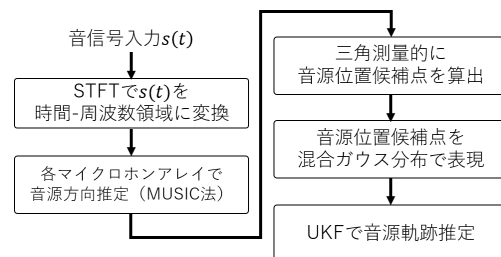 音信号入力s(t)
STFTでs(t)を
時間-周波数領域に変換
各マイクロホンアレイで
音源方向推定（MUSIC法）
三角測量的に
音源位置候補点を算出
音源位置候補点を
混合ガウス分布で表現
UKFで音源軌跡推定